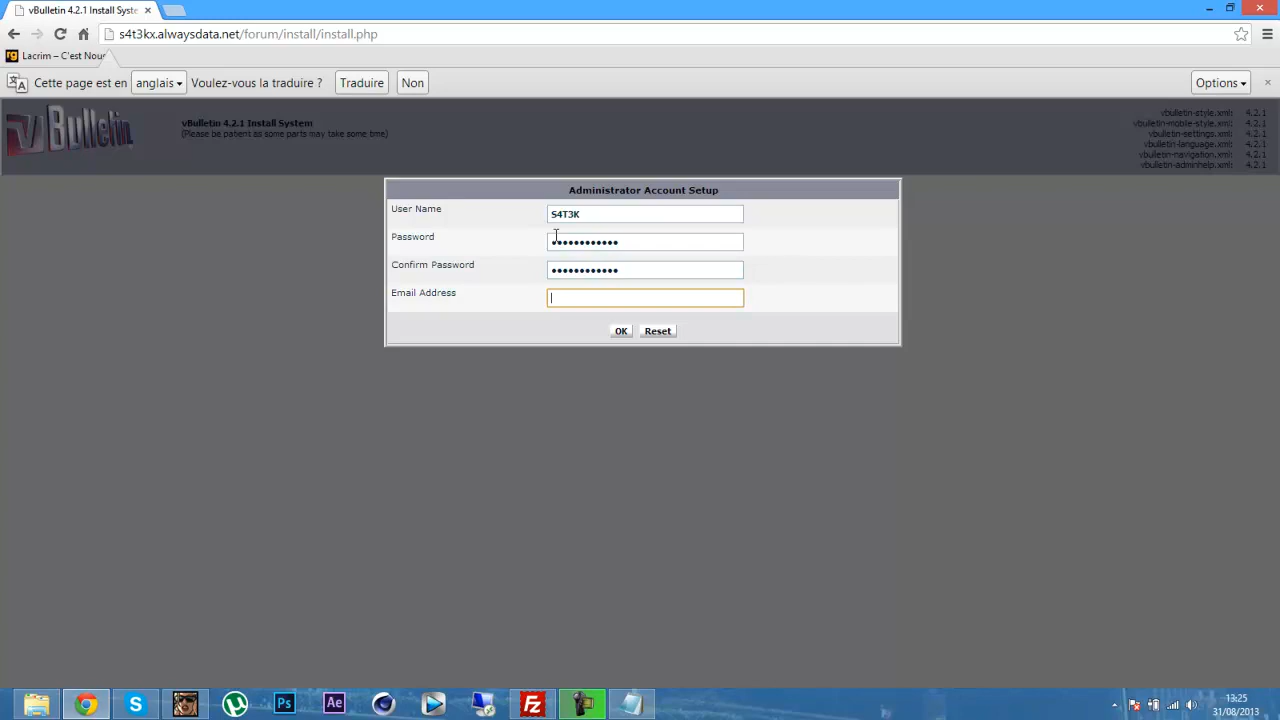 vBulletin 4.2.1 Install Syste
s4t3kx.alwaysdata.net/forum/install/install.php
rg Lacrim – C'est Nous
Cette page est en anglais Voulez-vous la traduire ? Traduire Non Options
vBulletin
vBulletin 4.2.1 Install System
(Please be patient as some parts may take some time)
vbulletin-style.xml: 4.2.1
vbulletin-mobile-style.xml: 4.2.1
vbulletin-settings.xml: 4.2.1
vbulletin-language.xml: 4.2.1
vbulletin-navigation.xml: 4.2.1
vbulletin-adminhelp.xml: 4.2.1
Administrator Account Setup
User Name S4T3K
Password
Confirm Password
Email Address
OK Reset
Ps Ae Fz
13:25
31/08/2013